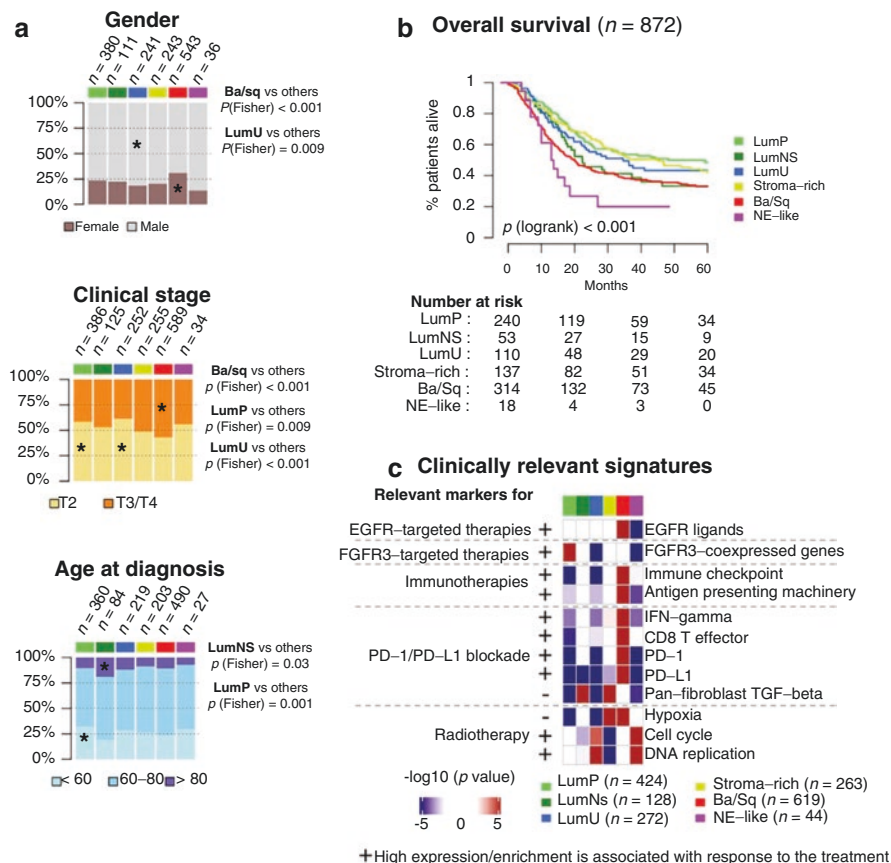 a
Gender
n = 380
n = 111
n = 241
n = 243
n = 543
n = 36
100%
75%
50%
25%
0%
*
*
Ba/sq vs others
P(Fisher) < 0.001
LumU vs others
P(Fisher) = 0.009
Female Male
Clinical stage
n = 386
n = 125
n = 252
n = 255
n = 589
n = 34
100%
75%
50%
25%
0%
*
*
*
Ba/sq vs others
p (Fisher) < 0.001
LumP vs others
p (Fisher) = 0.009
LumU vs others
p (Fisher) < 0.001
T2 T3/T4
Age at diagnosis
n = 360
n = 84
n = 219
n = 203
n = 490
n = 27
100%
75%
50%
25%
0%
*
*
LumNS vs others
p (Fisher) = 0.03
LumP vs others
p (Fisher) = 0.001
< 60 60–80 > 80
b Overall survival (n = 872)
% patients alive
1
0.8
0.6
0.4
0.2
0
p (logrank) < 0.001
0 10 20 30 40 50 60
Months
LumP
LumNS
LumU
Stroma-rich
Ba/Sq
NE-like
Number at risk
LumP : 240 119 59 34
LumNS : 53 27 15 9
LumU : 110 48 29 20
Stroma-rich : 137 82 51 34
Ba/Sq : 314 132 73 45
NE–like : 18 4 3 0
c Clinically relevant signatures
Relevant markers for
EGFR–targeted therapies + EGFR ligands
FGFR3–targeted therapies + FGFR3–coexpressed genes
Immunotherapies + Immune checkpoint
+ Antigen presenting machinery
PD–1/PD–L1 blockade + IFN–gamma
+ CD8 T effector
+ PD–1
+ PD–L1
- Pan–fibroblast TGF–beta
Radiotherapy - Hypoxia
+ Cell cycle
+ DNA replication
-log10 (p value)
-5 0 5
LumP (n = 424)
LumNs (n = 128)
LumU (n = 272)
Stroma–rich (n = 263)
Ba/Sq (n = 619)
NE–like (n = 44)
+High expression/enrichment is associated with response to the treatment